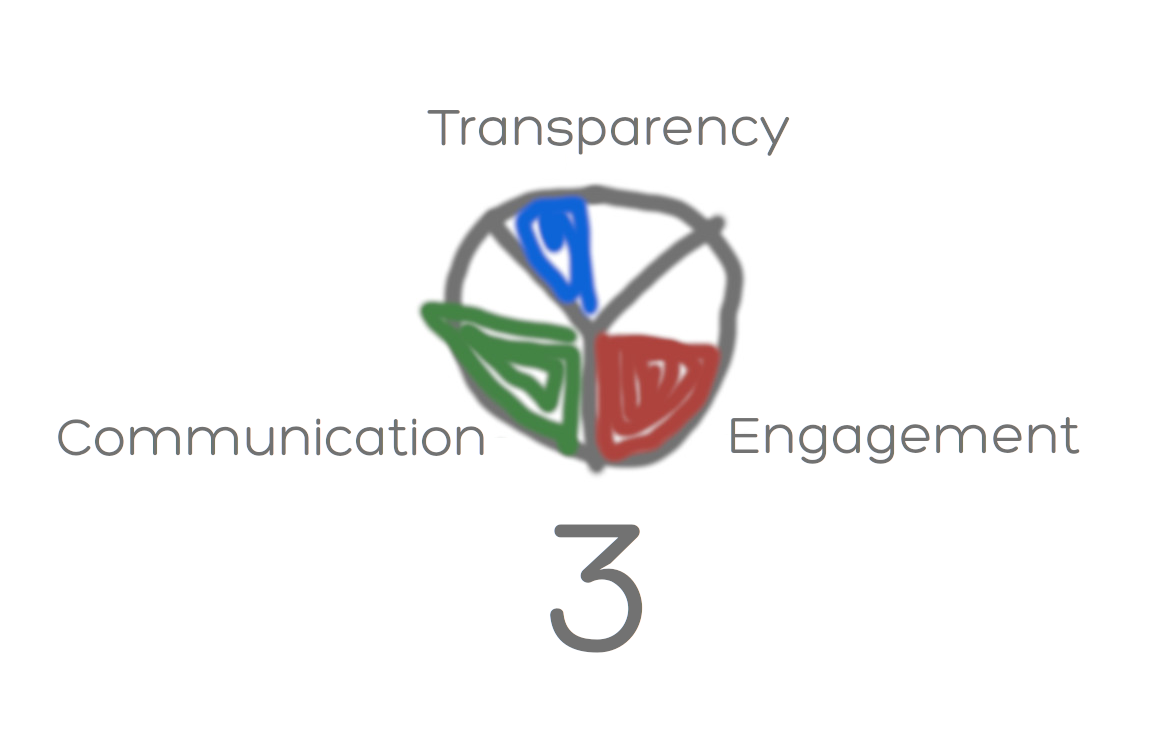 Transparency
Communication
Engagement
3